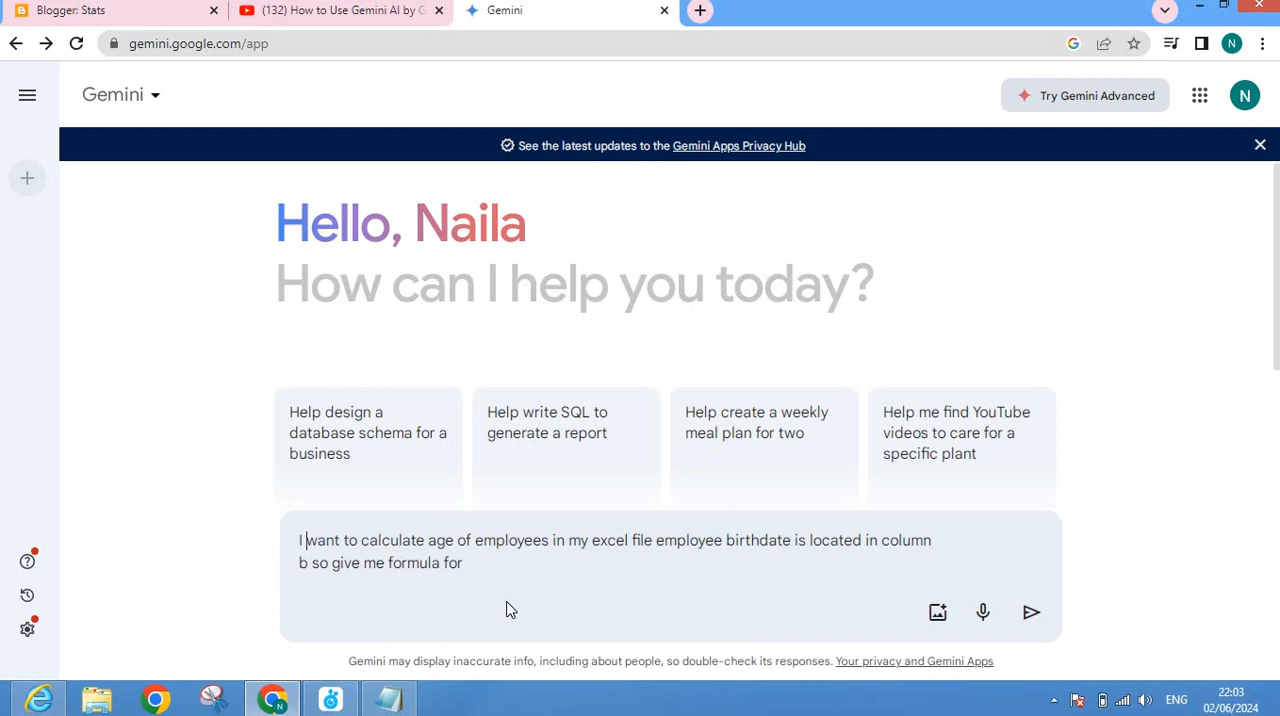 Blogger: Stats
(132) How to Use Gemini AI by G
Gemini
gemini.google.com/app
N
Gemini
Try Gemini Advanced
N
See the latest updates to the Gemini Apps Privacy Hub
Hello, Naila
How can I help you today?
Help design a
database schema for a
business
Help write SQL to
generate a report
Help create a weekly
meal plan for two
Help me find YouTube
videos to care for a
specific plant
I want to calculate age of employees in my excel file employee birthdate is located in column
b so give me formula for
Gemini may display inaccurate info, including about people, so double-check its responses. Your privacy and Gemini Apps
N
ENG
22:03
02/06/2024